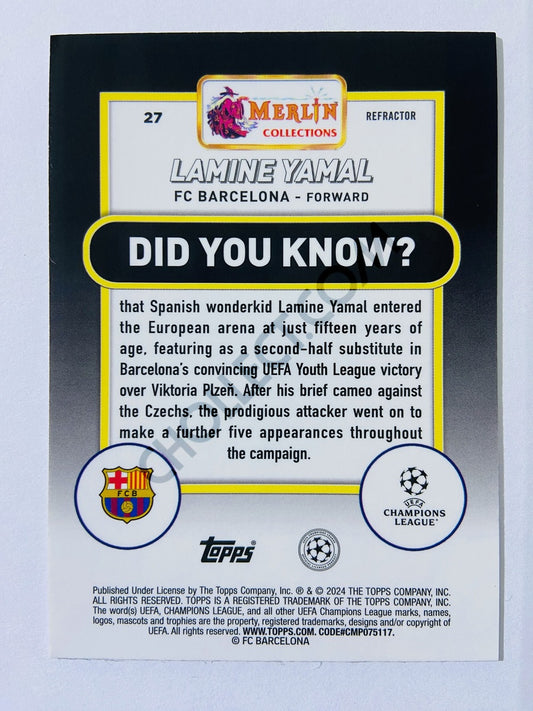 27
MERLIN
COLLECTIONS
REFRACTOR
LAMINE YAMAL
FC BARCELONA - FORWARD
DID YOU KNOW?
that Spanish wonderkid Lamine Yamal entered
the European arena at just fifteen years of
age, featuring as a second-half substitute in
Barcelona's convincing UEFA Youth League victory
over Viktoria Plzeň. After his brief cameo against
the Czechs, the prodigious attacker went on to
make a further five appearances throughout
the campaign.
CHOLLECT.COM
FCB
UEFA
CHAMPIONS
LEAGUE®
topps®
Published Under License by The Topps Company, Inc. ® & © 2024 THE TOPPS COMPANY, INC.
ALL RIGHTS RESERVED. TOPPS IS A REGISTERED TRADEMARK OF THE TOPPS COMPANY, INC.
The word(s) UEFA, CHAMPIONS LEAGUE, and all other UEFA Champions League marks, names,
logos, mascots and trophies are the property, registered trademarks, designs and/or copyright of
UEFA. All rights reserved. WWW.TOPPS.COM. CODE#CMP075117.
© FC BARCELONA